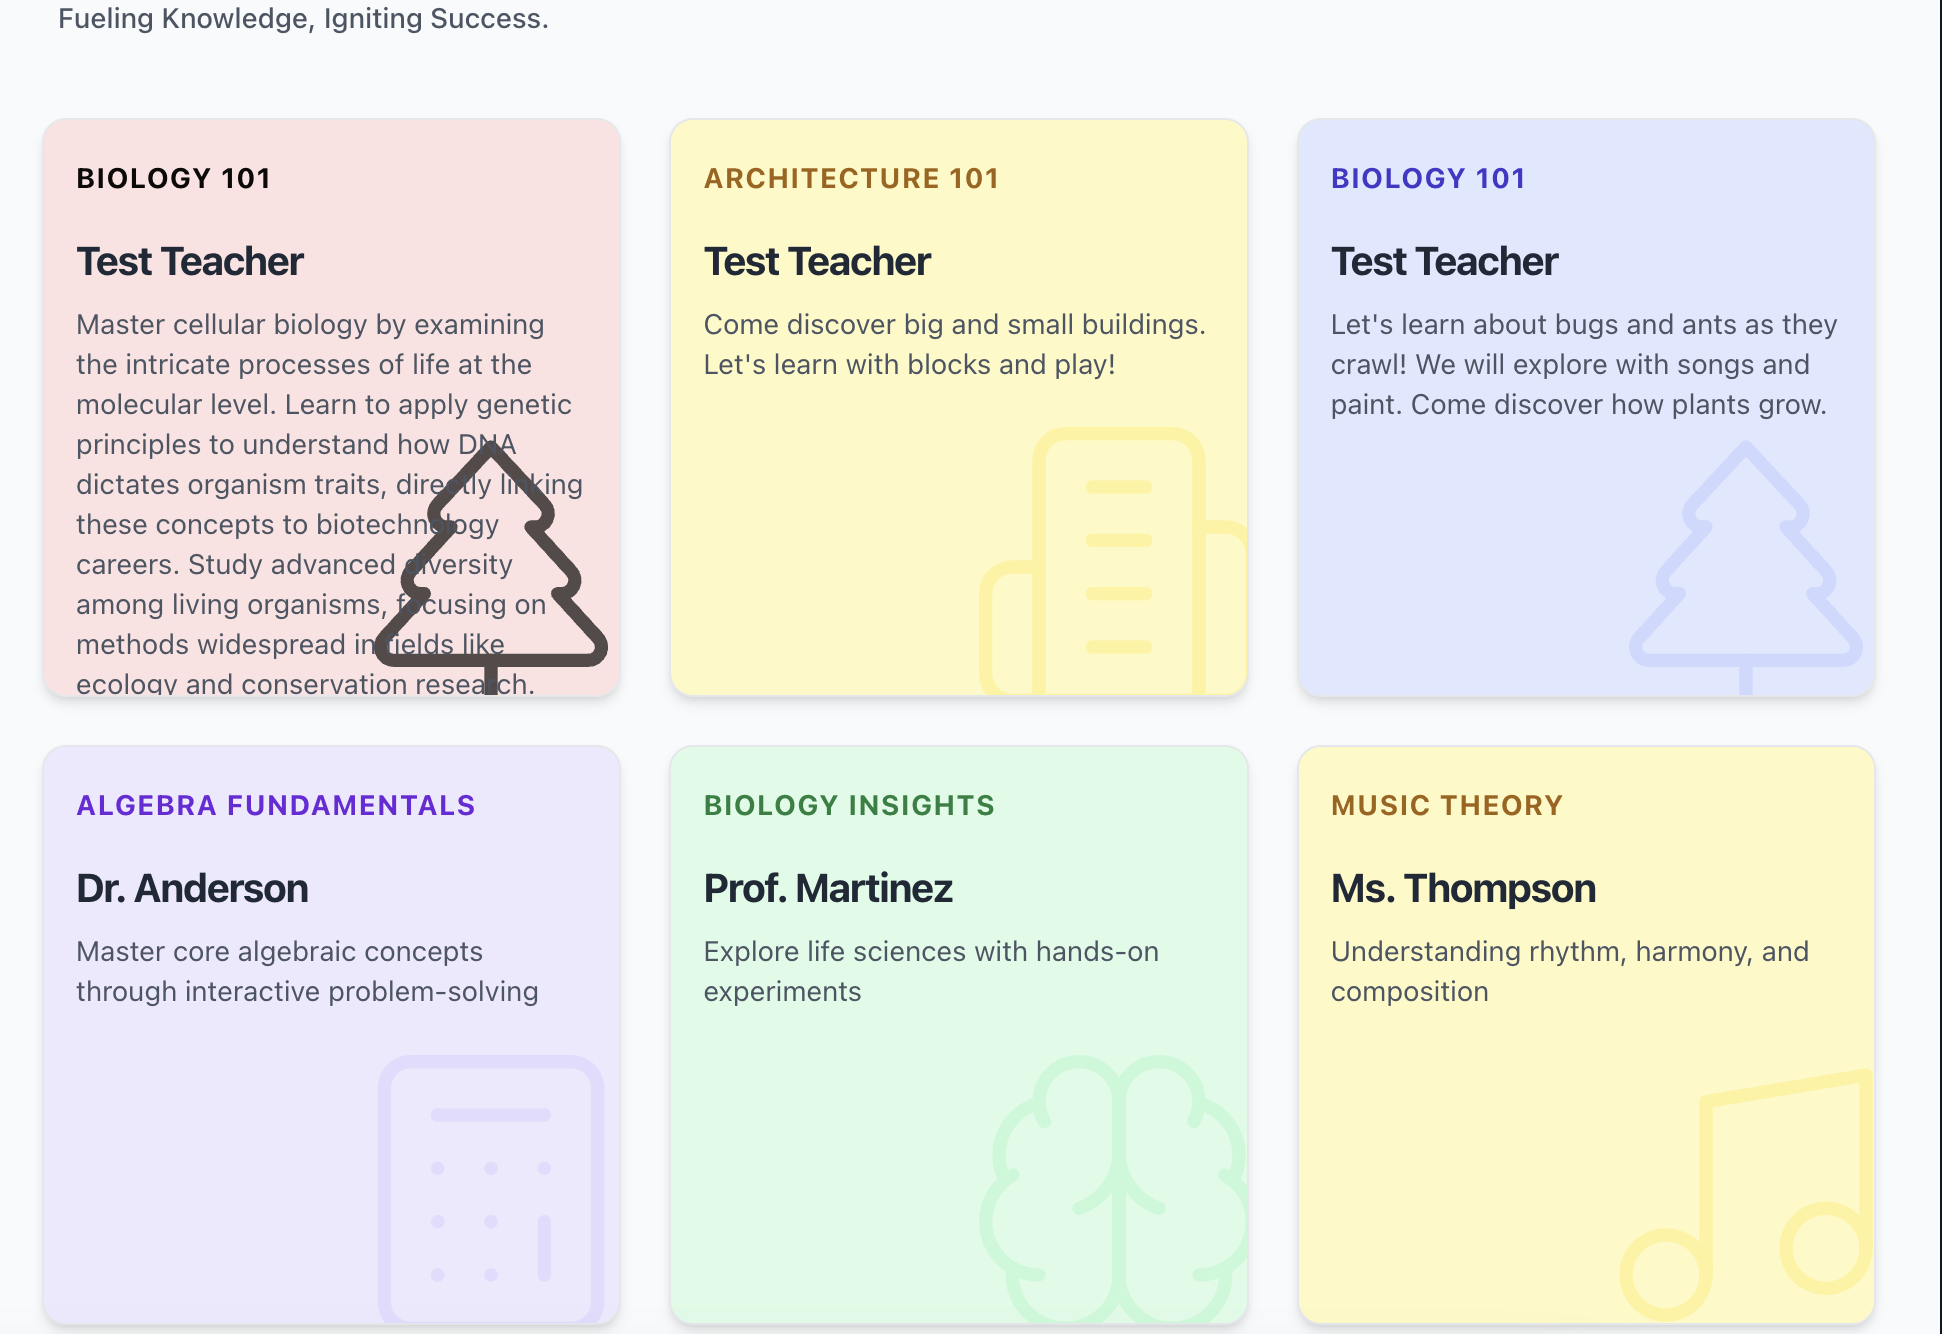 Fueling Knowledge, Igniting Success.
BIOLOGY 101
Test Teacher
Master cellular biology by examining
the intricate processes of life at the
molecular level. Learn to apply genetic
principles to understand how DNA
dictates organism traits, directly linking
these concepts to biotechnology
careers. Study advanced diversity
among living organisms, focusing on
methods widespread in fields like
ecology and conservation research.
ARCHITECTURE 101
Test Teacher
Come discover big and small buildings.
Let's learn with blocks and play!
BIOLOGY 101
Test Teacher
Let's learn about bugs and ants as they
crawl! We will explore with songs and
paint. Come discover how plants grow.
ALGEBRA FUNDAMENTALS
Dr. Anderson
Master core algebraic concepts
through interactive problem-solving
BIOLOGY INSIGHTS
Prof. Martinez
Explore life sciences with hands-on
experiments
MUSIC THEORY
Ms. Thompson
Understanding rhythm, harmony, and
composition